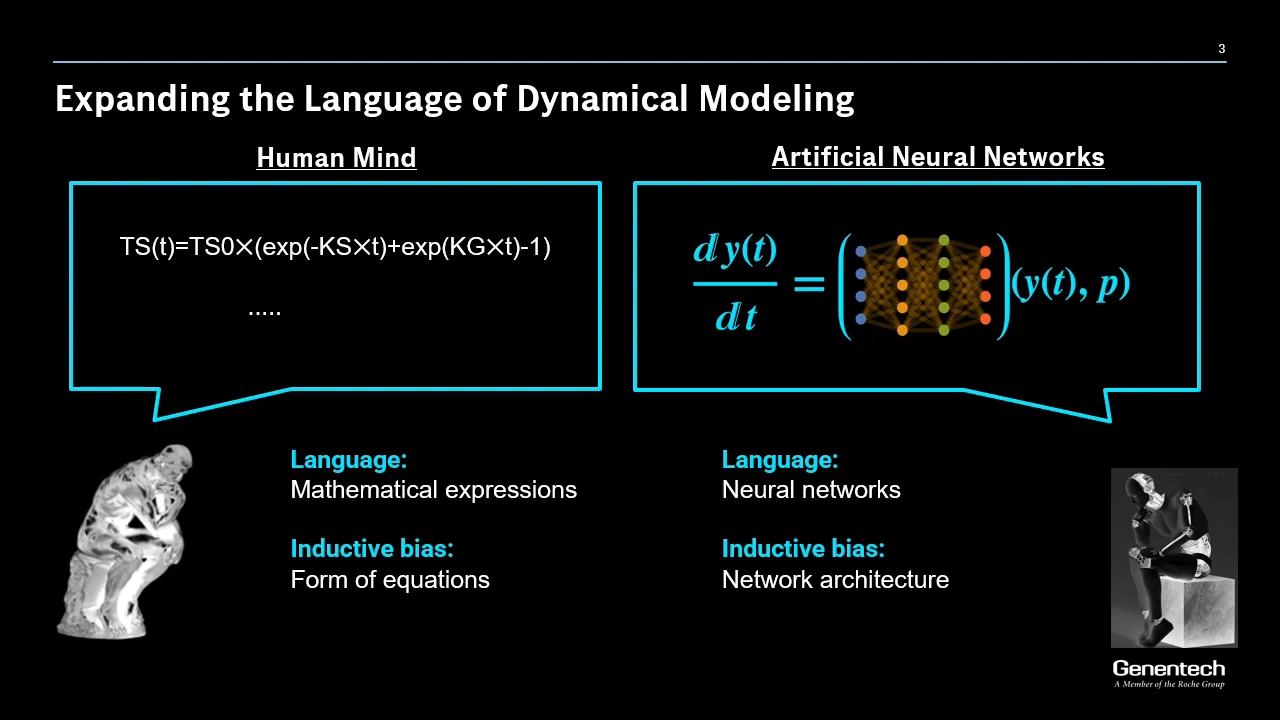 3
Expanding the Language of Dynamical Modeling
Human Mind
TS(t)=TS0×(exp(-KS×t)+exp(KG×t)-1)
.....
Language:
Mathematical expressions
Inductive bias:
Form of equations
Artificial Neural Networks
dy(t)
dt
=
(
)
(y(t), p)
Language:
Neural networks
Inductive bias:
Network architecture
Genentech
A Member of the Roche Group